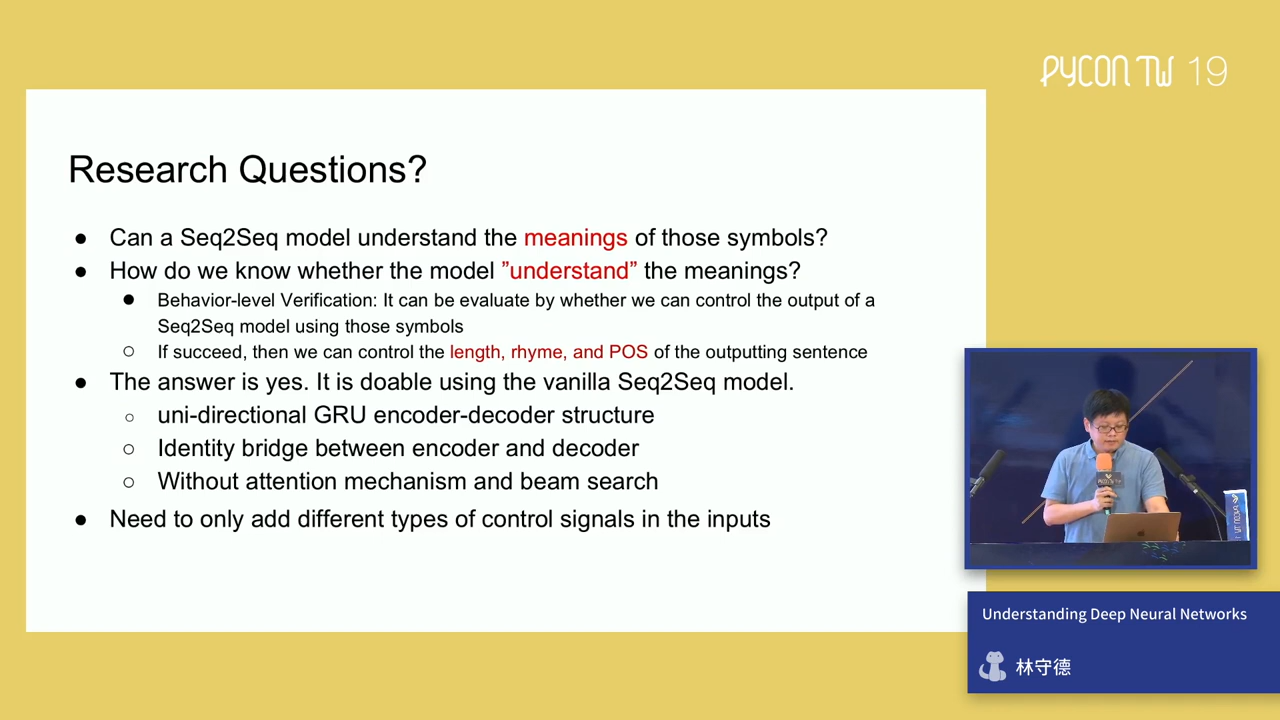 PYCON TW 19
Research Questions?
● Can a Seq2Seq model understand the meanings of those symbols?
● How do we know whether the model ”understand” the meanings?
● Behavior-level Verification: It can be evaluate by whether we can control the output of a
Seq2Seq model using those symbols
○ If succeed, then we can control the length, rhyme, and POS of the outputting sentence
● The answer is yes. It is doable using the vanilla Seq2Seq model.
○ uni-directional GRU encoder-decoder structure
○ Identity bridge between encoder and decoder
○ Without attention mechanism and beam search
● Need to only add different types of control signals in the inputs
Understanding Deep Neural Networks
林守德